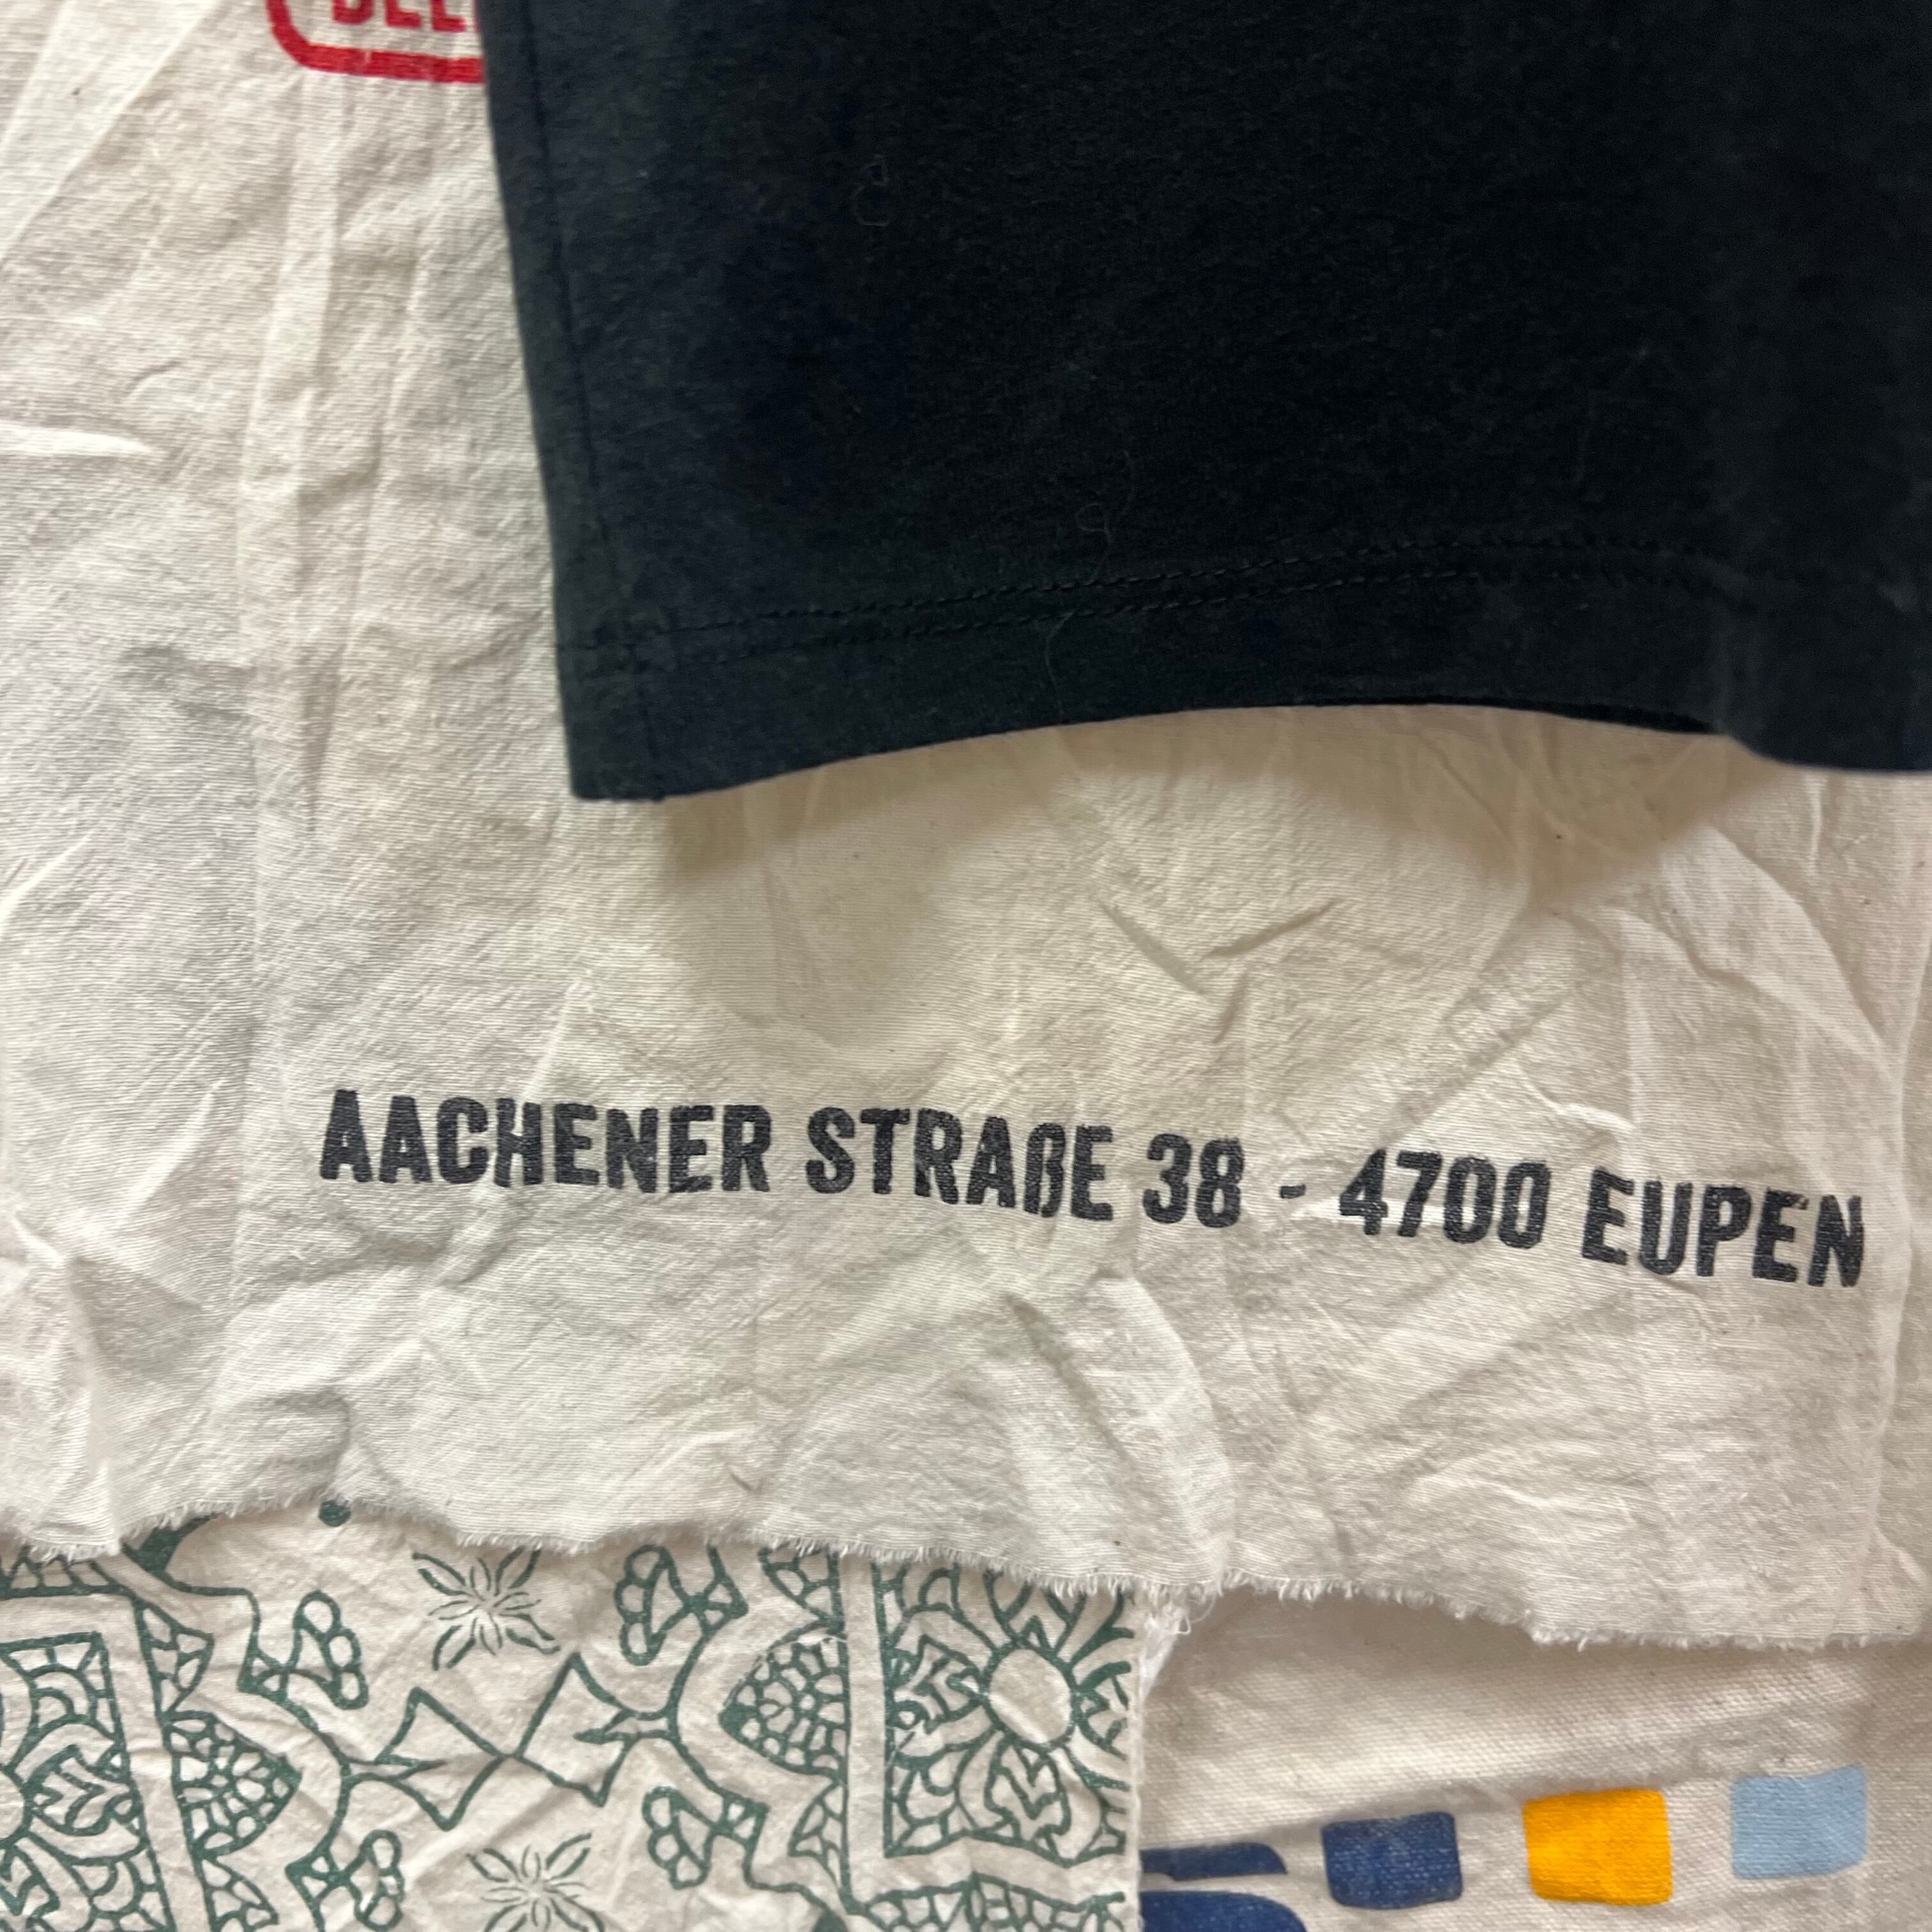 AACHENER STRAßE 38 - 4700 EUPEN